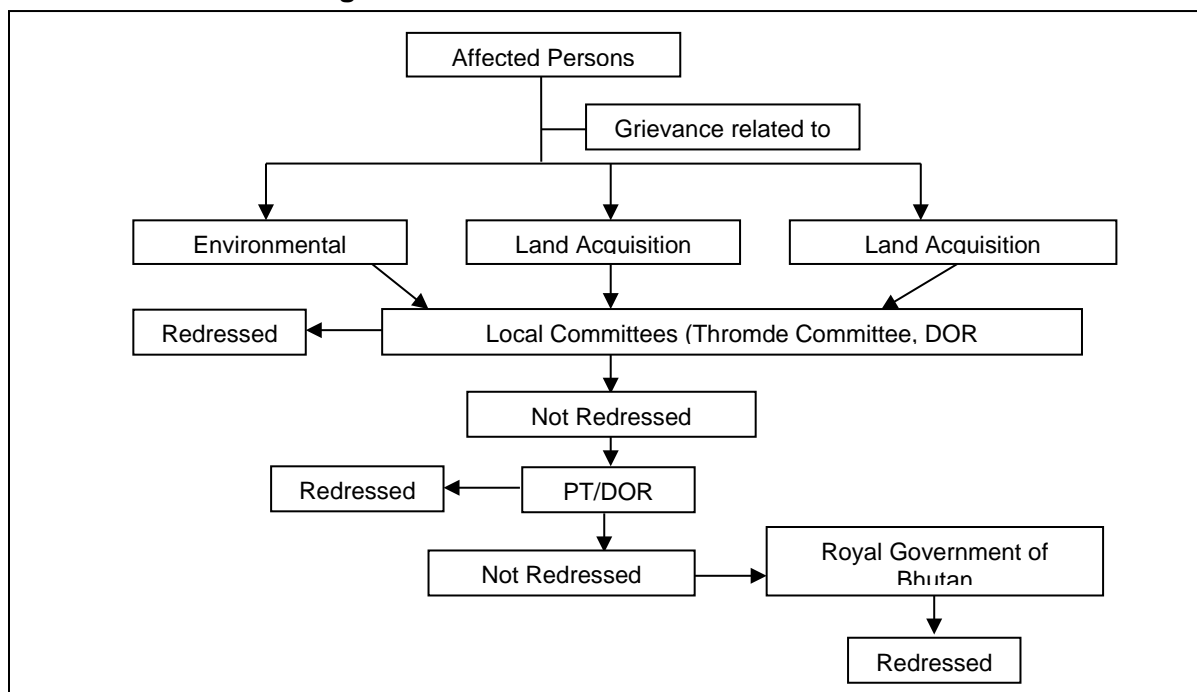 Affected Persons
Grievance related to
Environmental
Land Acquisition
Land Acquisition
Redressed
Local Committees (Thromde Committee, DOR
Not Redressed
Redressed
PT/DOR
Not Redressed
Royal Government of
Bhutan
Redressed